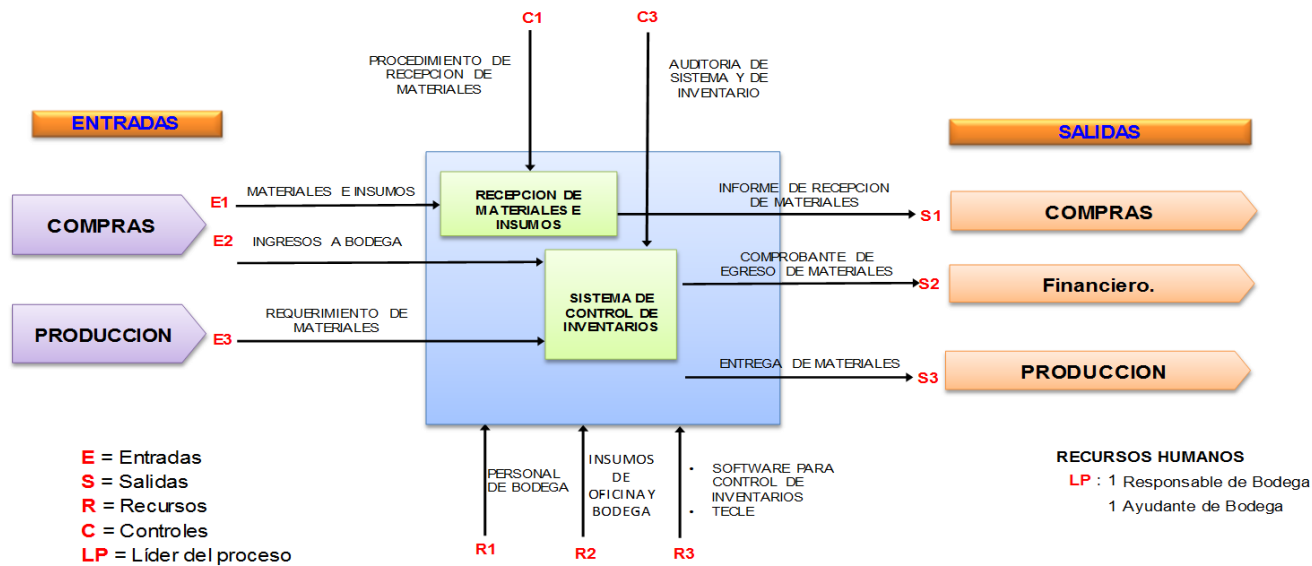 C1
C3
PROCEDIMIENTO DE
RECEPCION DE
MATERIALES
AUDITORIA DE
SISTEMA Y DE
INVENTARIO
ENTRADAS
SALIDAS
COMPRAS
E1
MATERIALES E INSUMOS
E2
INGRESOS A BODEGA
RECEPCION DE
MATERIALES E
INSUMOS
INFORME DE RECEPCION
DE MATERIALES
S1
COMPRAS
PRODUCCION
E3
REQUERIMIENTO DE
MATERIALES
SISTEMA DE
CONTROL DE
INVENTARIOS
COMPROBANTE DE
EGRESO DE MATERIALES
S2
Financiero.
ENTREGA DE MATERIALES
S3
PRODUCCION
E = Entradas
S = Salidas
R = Recursos
C = Controles
LP = Líder del proceso
PERSONAL
DE BODEGA
R1
INSUMOS
DE
OFICINA Y
BODEGA
R2
• SOFTWARE PARA
CONTROL DE
INVENTARIOS
• TECLE
R3
RECURSOS HUMANOS
LP : 1 Responsable de Bodega
1 Ayudante de Bodega